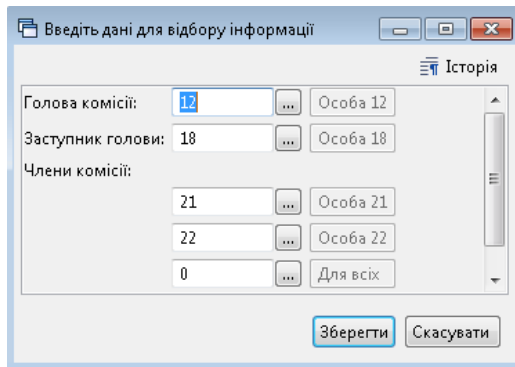 Введіть дані для відбору інформації
Історія
Голова комісії: 12 ... Особа 12
Заступник голови: 18 ... Особа 18
Члени комісії:
21 ... Особа 21
22 ... Особа 22
0 ... Для всіх
Зберегти Скасувати